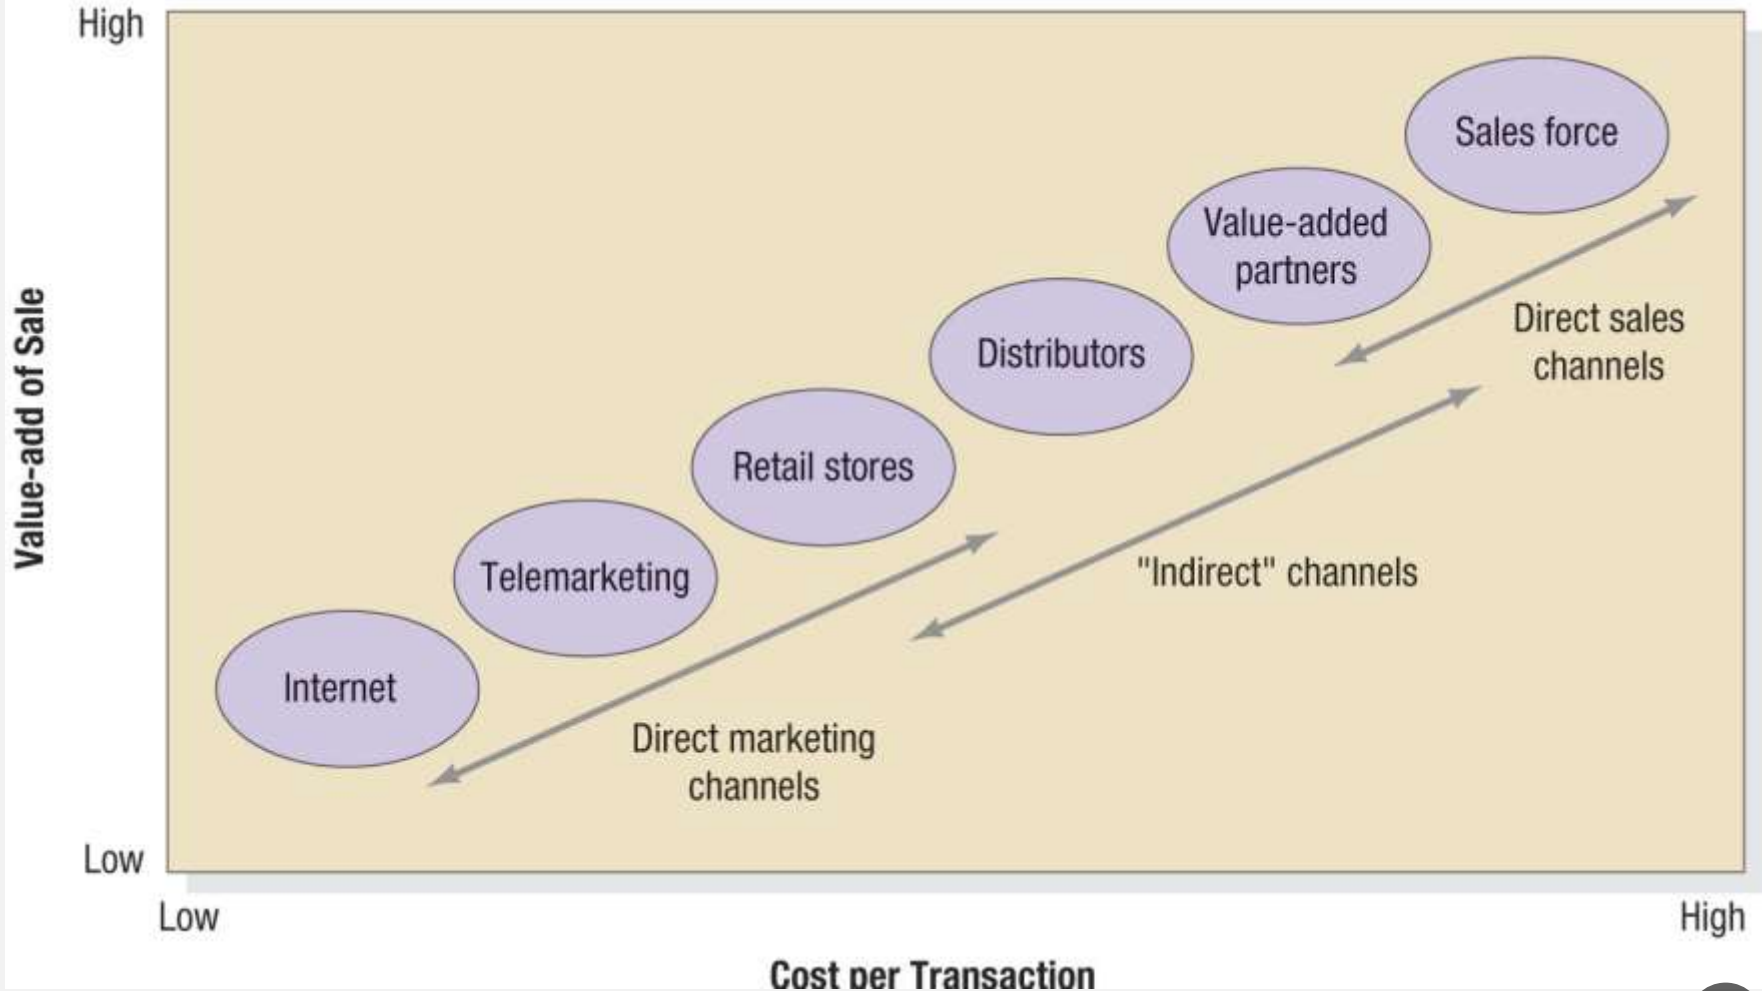 High
Sales force
Value-added
partners
Direct sales
channels
Distributors
Value-add of Sale
Retail stores
"Indirect" channels
Telemarketing
Internet
Direct marketing
channels
Low
Low
High
Cost per Transaction